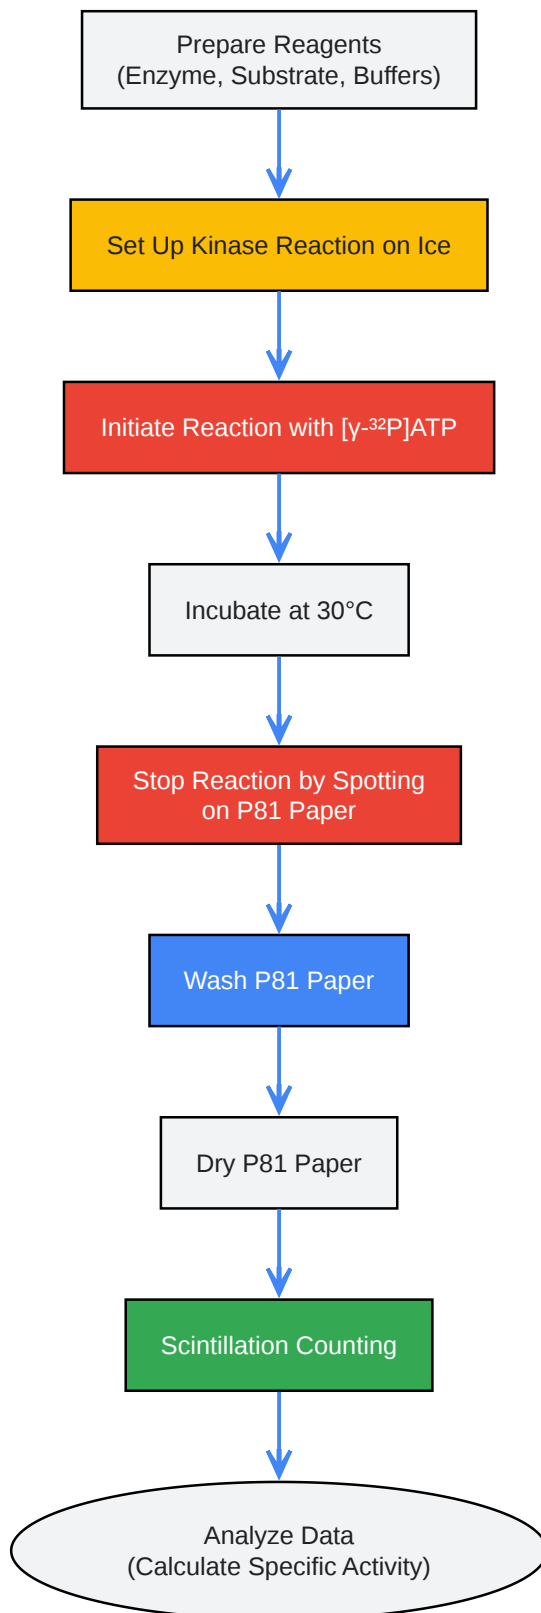 Prepare Reagents
(Enzyme, Substrate, Buffers)
Set Up Kinase Reaction on Ice
Initiate Reaction with [γ-³²P]ATP
Incubate at 30°C
Stop Reaction by Spotting
on P81 Paper
Wash P81 Paper
Dry P81 Paper
Scintillation Counting
Analyze Data
(Calculate Specific Activity)